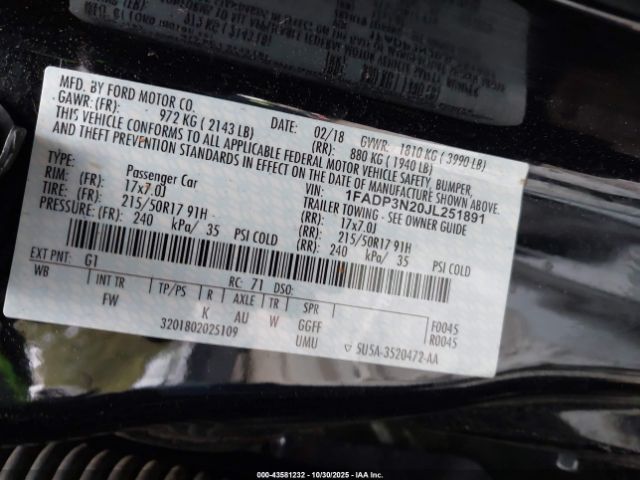 MFD. BY FORD MOTOR CO.
DATE: 02/18 GVWR: 1810 KG ( 3990 LB)
GAWR: (FR) 972 KG ( 2143 LB) (RR): 880 KG ( 1940 LB)
THIS VEHICLE CONFORMS TO ALL APPLICABLE FEDERAL MOTOR VEHICLE SAFETY, BUMPER,
AND THEFT PREVENTION STANDARDS IN EFFECT ON THE DATE OF MANUFACTURE SHOWN ABOVE.
VIN: 1FADP3N20JL251891
TYPE: Passenger Car TRAILER TOWING - SEE OWNER GUIDE
RIM: (FR): 17x7.0J (RR): 17x7.0J
TIRE: (FR): 215/50R17 91H (RR): 215/50R17 91H
PRESSURE: (FR) 240 kPa/ 35 PSI COLD (RR) 240 kPa/ 35 PSI COLD
EXT PNT: G1 RC: 71 DSO:
WB INT TR TP/PS R AXLE TR SPR F0045
FW K AU W GGFF R0045
UMU
3201802025109 ▽ SU5A-3520472-AA
000-43581232 - 10/30/2025 - IAA Inc.